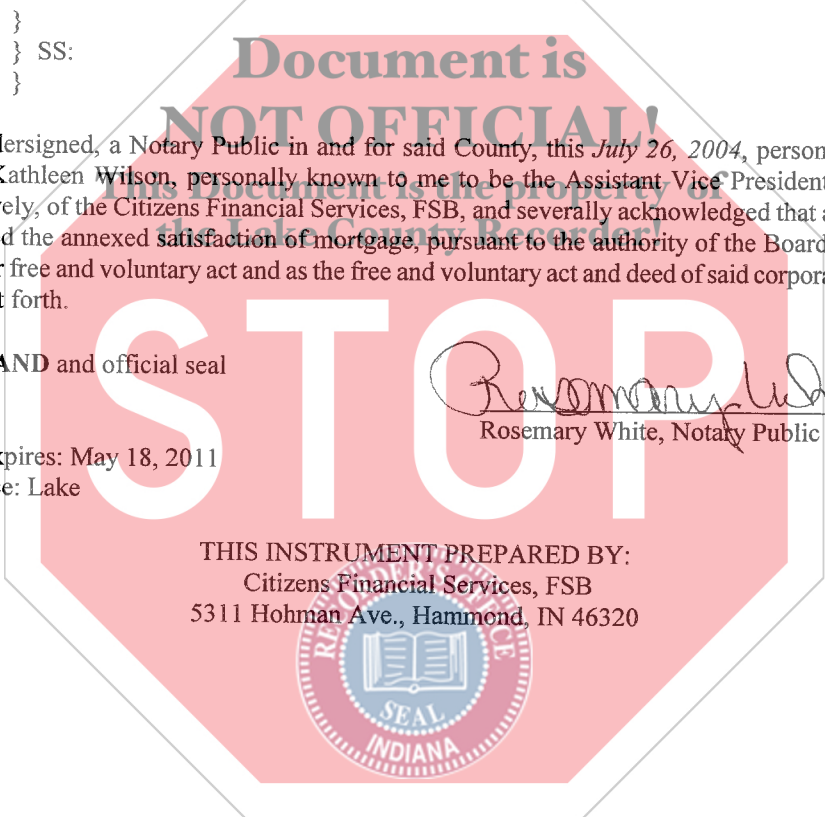 }
} SS:
}
Document is
NOT OFFICIAL!
dersigned, a Notary Public in and for said County, this July 26, 2004, person
Kathleen Wilson, personally known to me to be the Assistant Vice President
This Document is the property of
vely, of the Citizens Financial Services, FSB, and severally acknowledged that a
the Lake County Recorder!
d the annexed satisfaction of mortgage, pursuant to the authority of the Board
r free and voluntary act and as the free and voluntary act and deed of said corpora
t forth.
STOP
AND and official seal
Rosemary Wh
Rosemary White, Notary Public
xpires: May 18, 2011
e: Lake
THIS INSTRUMENT PREPARED BY:
Citizens Financial Services, FSB
5311 Hohman Ave., Hammond, IN 46320
RECORDER'S OFFICE
SEAL
INDIANA